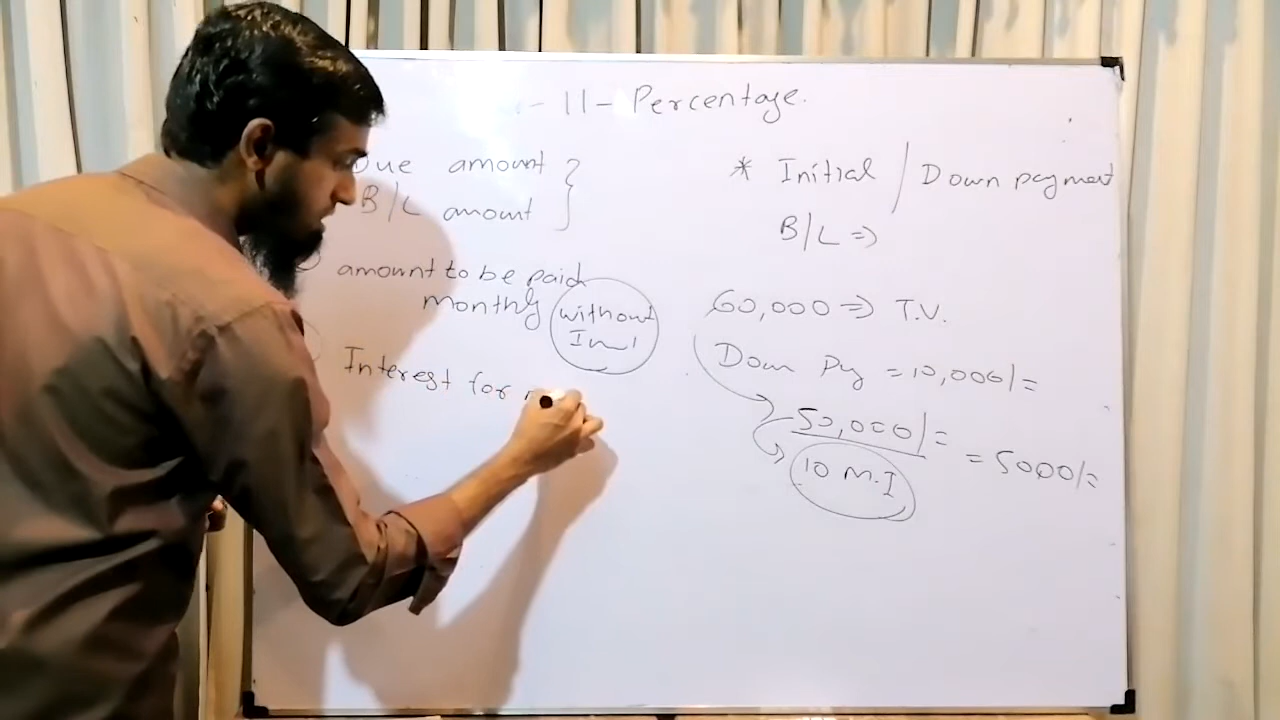 - 11 - Percentage.
Due amount
B/L amount
amount to be paid
monthly without
Int
Interest for
* Initial / Down payment
B/L ⇒
60,000 ⇒ T.V.
Down Py = 10,000/=
50,000/=
10 M.I
= 5000/=